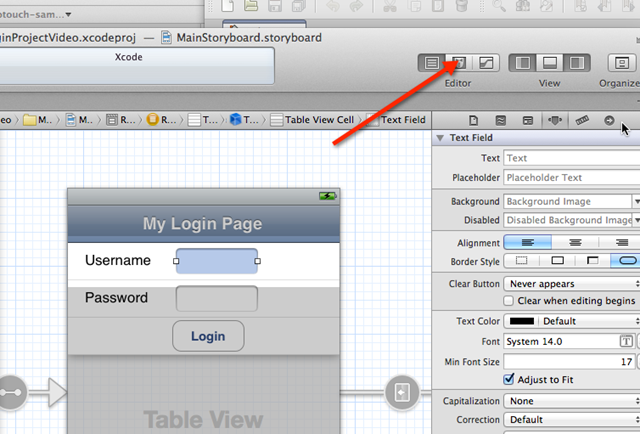 ptouch-sam...
ginProjectVideo.xcodeproj MainStoryboard.storyboard
Xcode
Editor View Organize
eo M... M... R... R... T... T... Table View Cell Text Field
Text Field
Text Text
Placeholder Placeholder Text
Background Background Image
Disabled Disabled Background Image
Alignment
Border Style
Clear Button Never appears
Clear when editing begins
Text Color Default
Font System 14.0
Min Font Size 17
Adjust to Fit
Capitalization None
Correction Default
My Login Page
Username
Password
Login
Table View